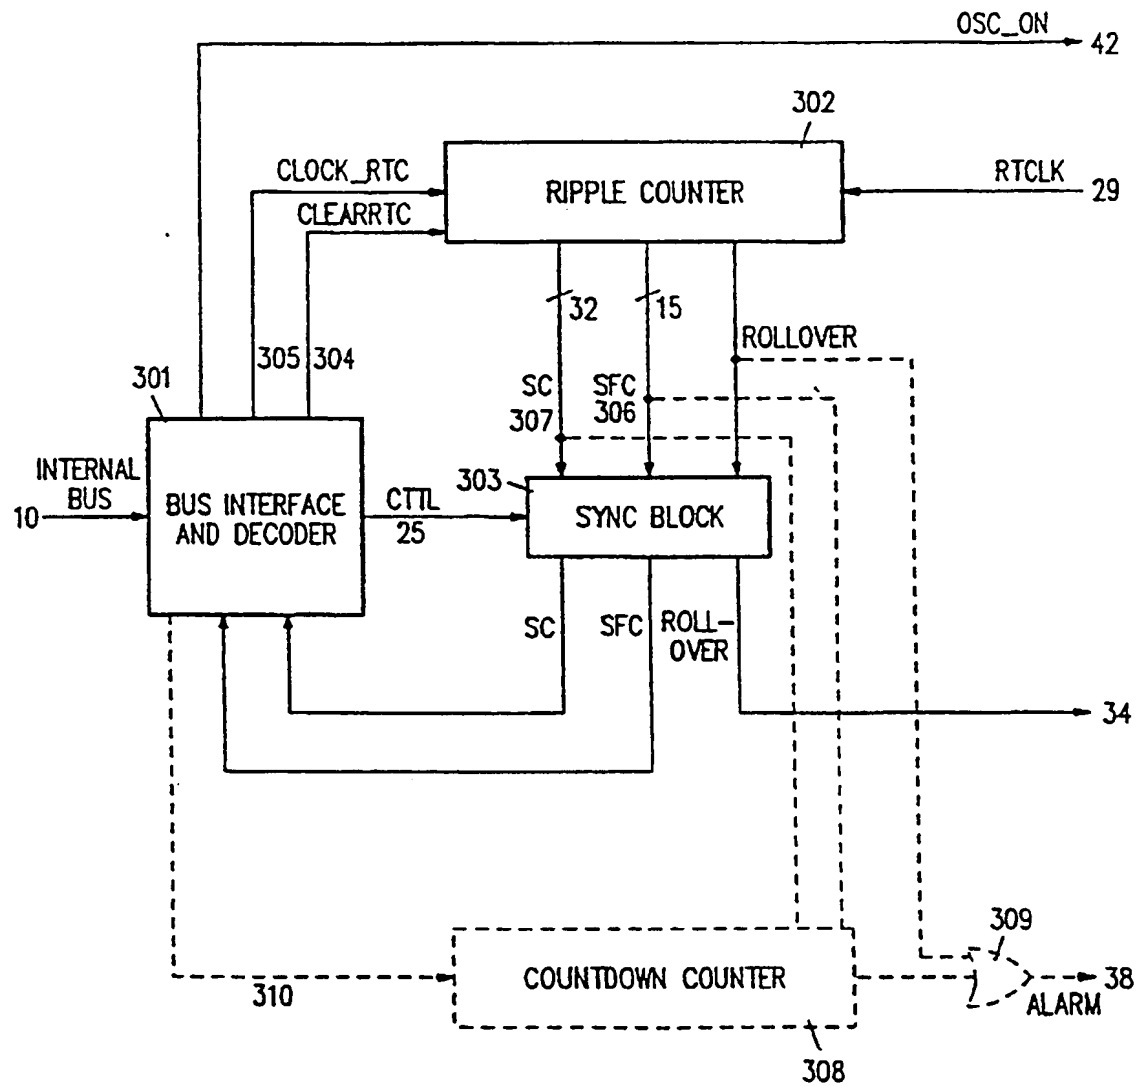 OSC_ON
42
302
CLOCK_RTC
RIPPLE COUNTER
RTCLK
29
CLEARRTC
32
15
305
304
ROLLOVER
301
SC
307
SFC
306
INTERNAL
BUS
10
BUS INTERFACE
AND DECODER
CTTL
25
303
SYNC BLOCK
SC
SFC
ROLL-
OVER
34
309
COUNTDOWN COUNTER
310
38
ALARM
308